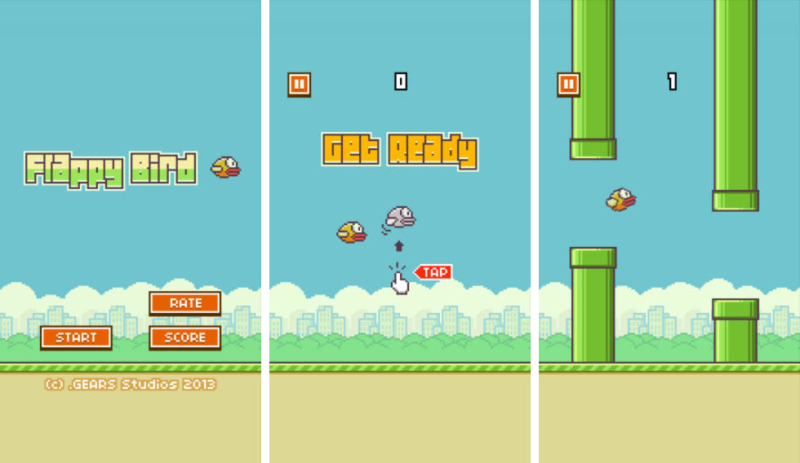 Flappy Bird
RATE
START
SCORE
(c) .GEARS Studios 2013
0
Get Ready
TAP
1